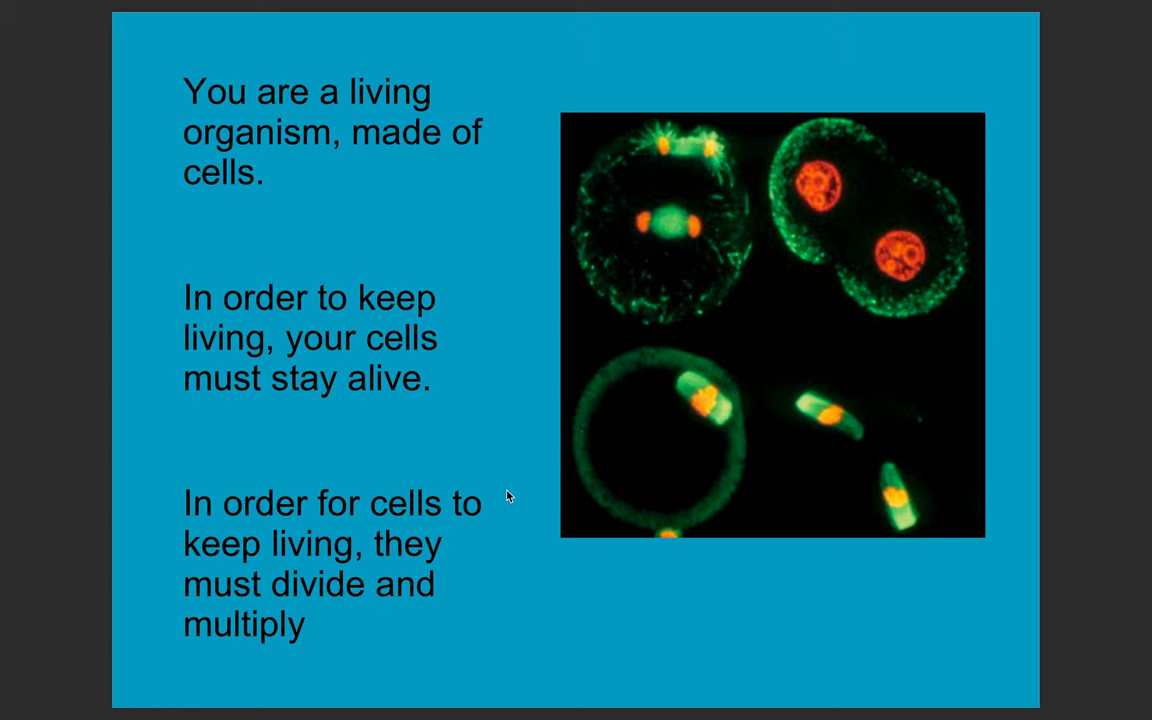 You are a living
organism, made of
cells.
In order to keep
living, your cells
must stay alive.
In order for cells to
keep living, they
must divide and
multiply